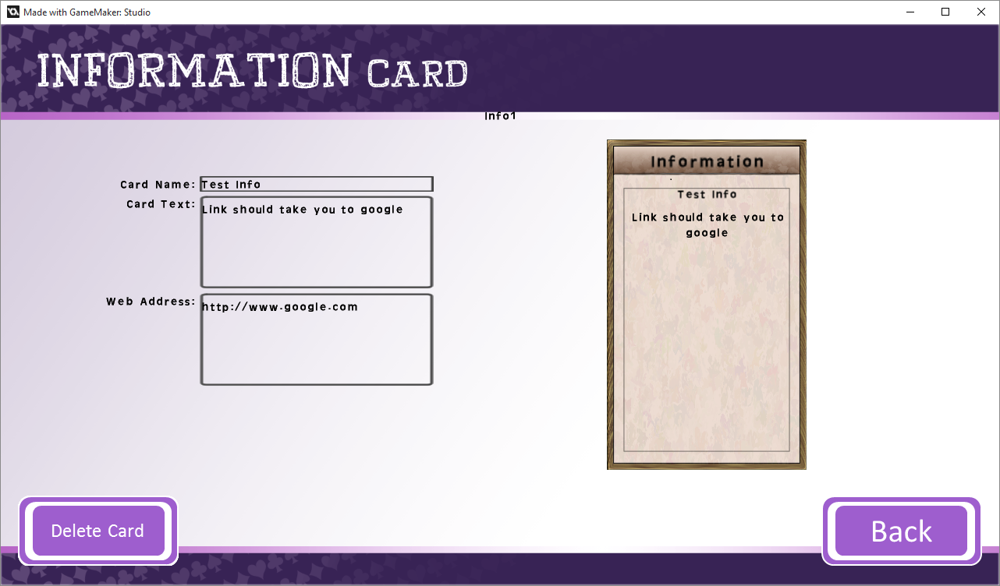 Made with GameMaker: Studio
INFORMATION CARD
Info1
Card Name: Test Info
Card Text: Link should take you to google
Web Address: http://www.google.com
Information
Test Info
Link should take you to
google
Delete Card
Back